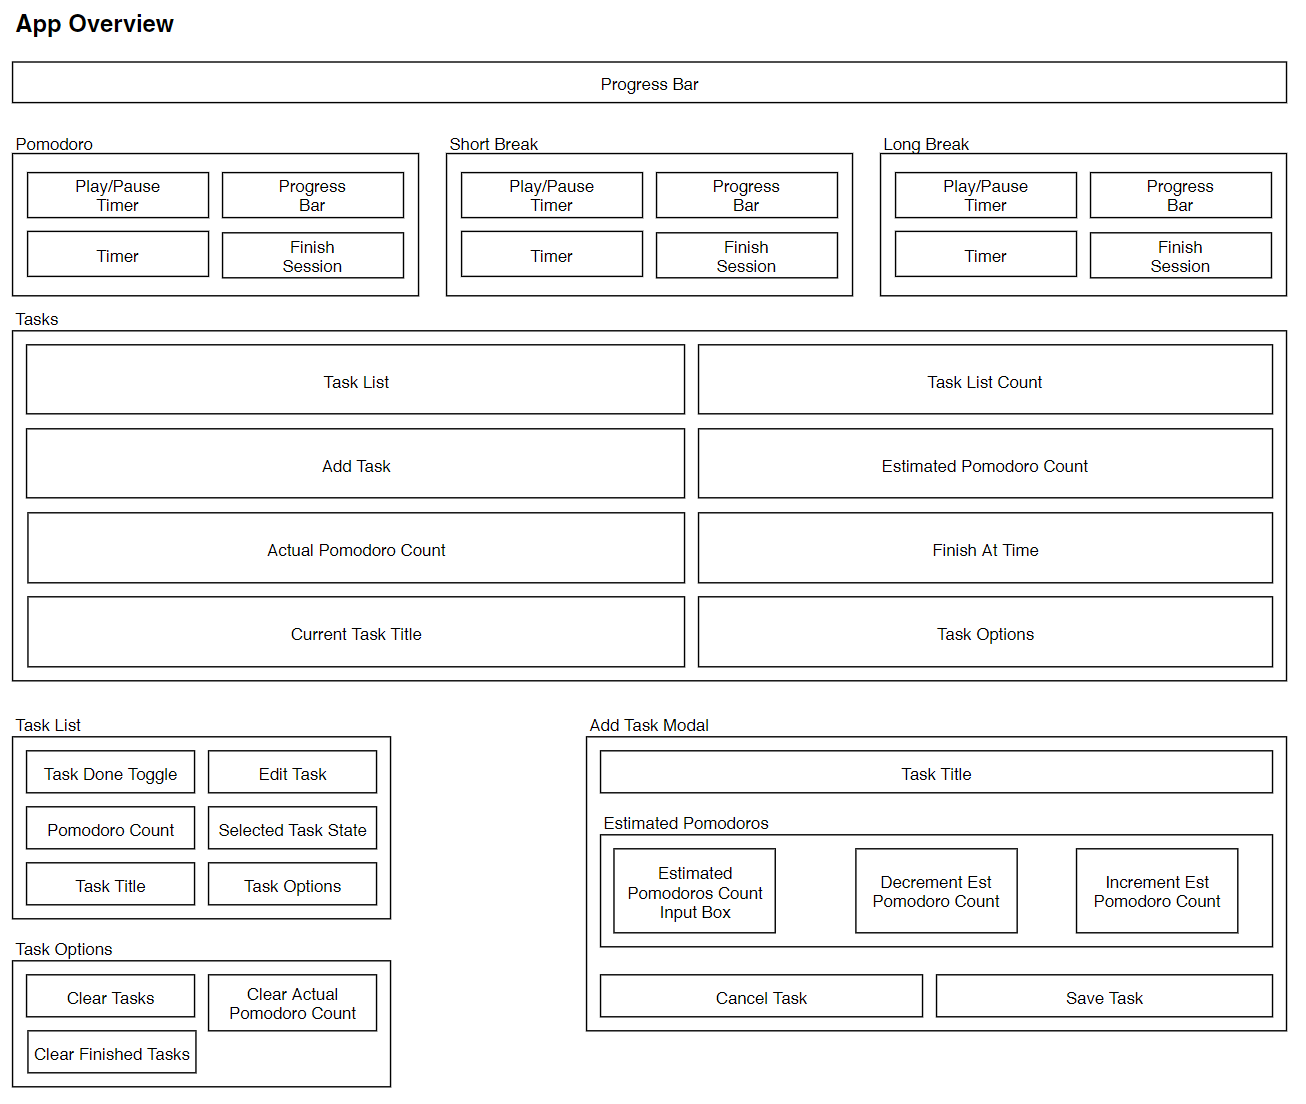 App Overview
Progress Bar
Pomodoro
Play/Pause
Timer
Progress
Bar
Timer
Finish
Session
Short Break
Play/Pause
Timer
Progress
Bar
Timer
Finish
Session
Long Break
Play/Pause
Timer
Progress
Bar
Timer
Finish
Session
Tasks
Task List
Task List Count
Add Task
Estimated Pomodoro Count
Actual Pomodoro Count
Finish At Time
Current Task Title
Task Options
Task List
Task Done Toggle
Edit Task
Pomodoro Count
Selected Task State
Task Title
Task Options
Task Options
Clear Tasks
Clear Actual
Pomodoro Count
Clear Finished Tasks
Add Task Modal
Task Title
Estimated Pomodoros
Estimated
Pomodoros Count
Input Box
Decrement Est
Pomodoro Count
Increment Est
Pomodoro Count
Cancel Task
Save Task